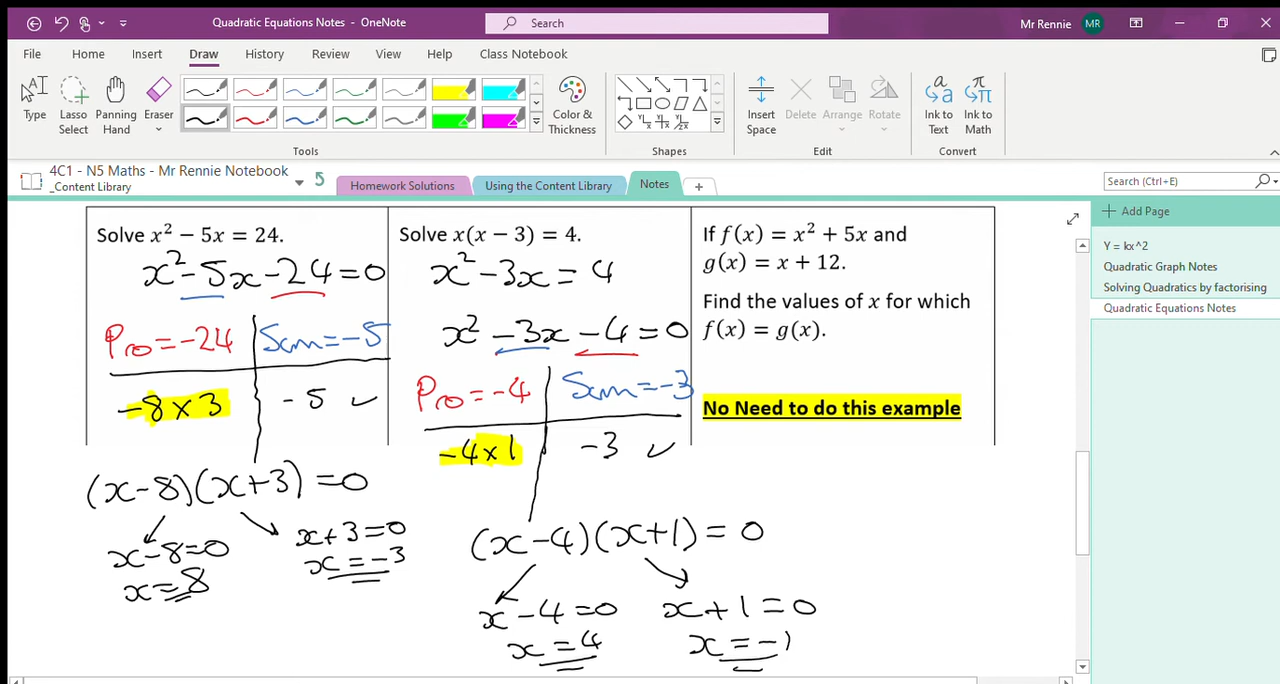 Quadratic Equations Notes - OneNote
Search
Mr Rennie MR
File Home Insert Draw History Review View Help Class Notebook
Type Lasso Select Panning Hand Eraser Color & Thickness Insert Space Delete Arrange Rotate Ink to Text Ink to Math
Tools Shapes Edit Convert
4C1 - N5 Maths - Mr Rennie Notebook
_Content Library
Homework Solutions Using the Content Library Notes +
Search (Ctrl+E)
Add Page
Y = kx^2
Quadratic Graph Notes
Solving Quadratics by factorising
Quadratic Equations Notes
Solve x² − 5x = 24.
x² - 5x - 24 = 0
Pro = -24 Sum = -5
-8 x 3 -5 ✓
(x-8)(x+3) = 0
x-8=0 x+3=0
x=8 x=-3
Solve x(x − 3) = 4.
x² - 3x = 4
x² - 3x - 4 = 0
Pro = -4 Sum = -3
-4 x 1 -3 ✓
(x-4)(x+1) = 0
x-4=0 x+1=0
x=4 x=-1
If f(x) = x² + 5x and
g(x) = x + 12.
Find the values of x for which
f(x) = g(x).
No Need to do this example